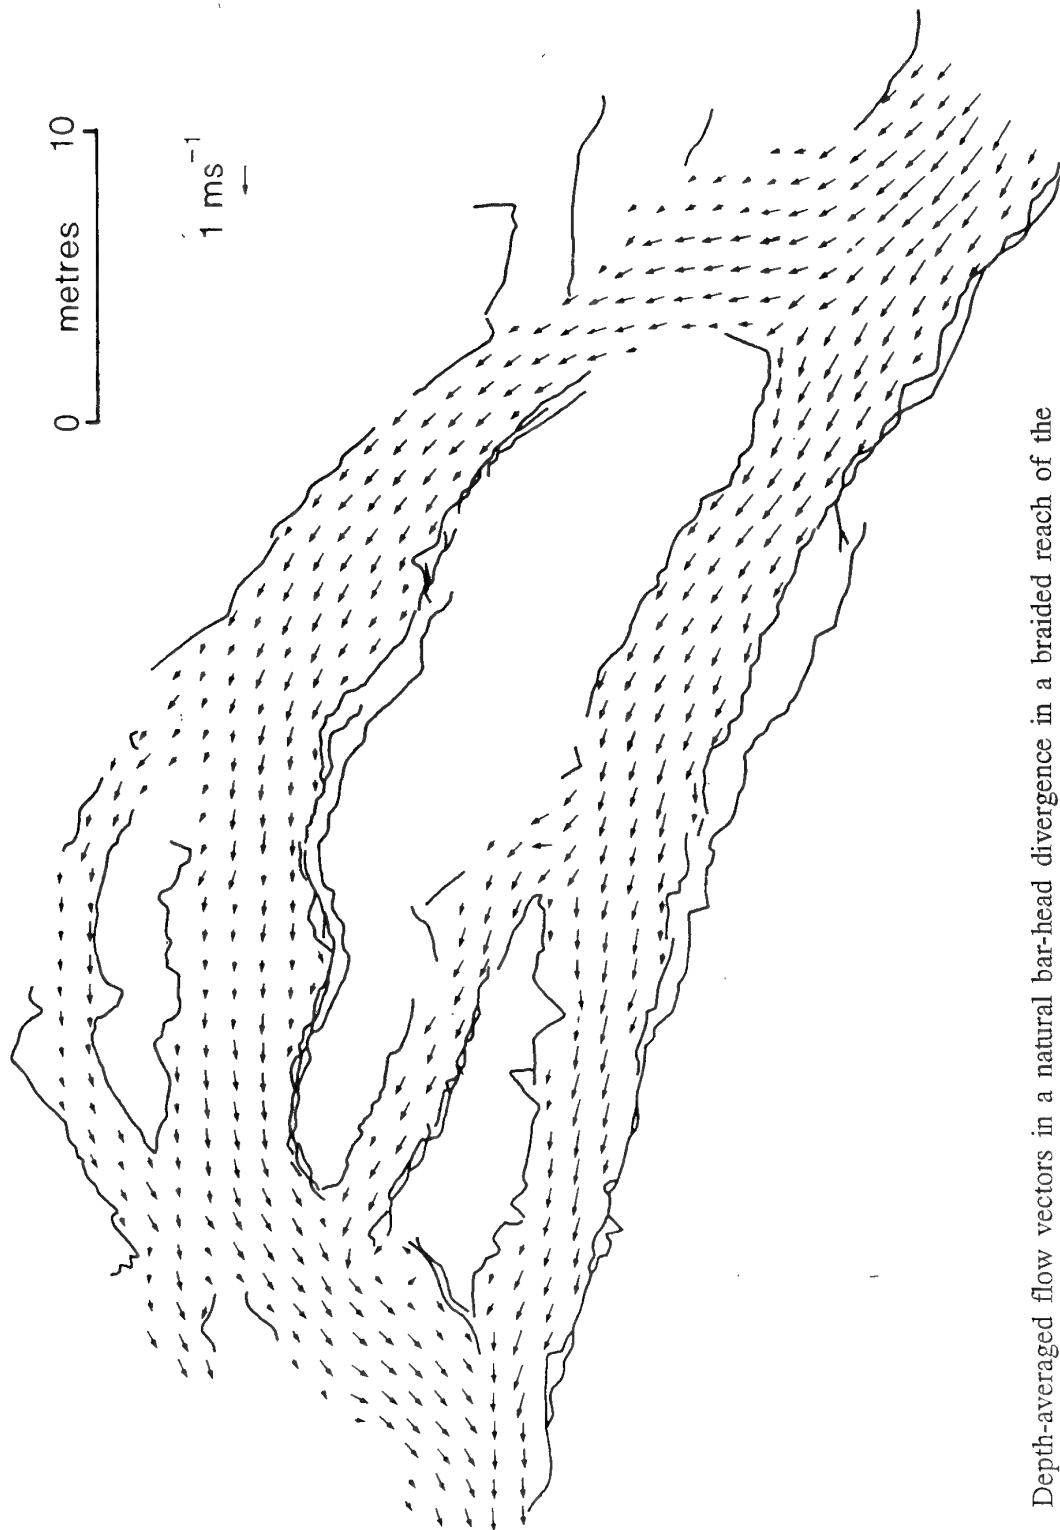 0 metres 10
1 ms⁻¹
Depth-averaged flow vectors in a natural bar-head divergence in a braided reach of the